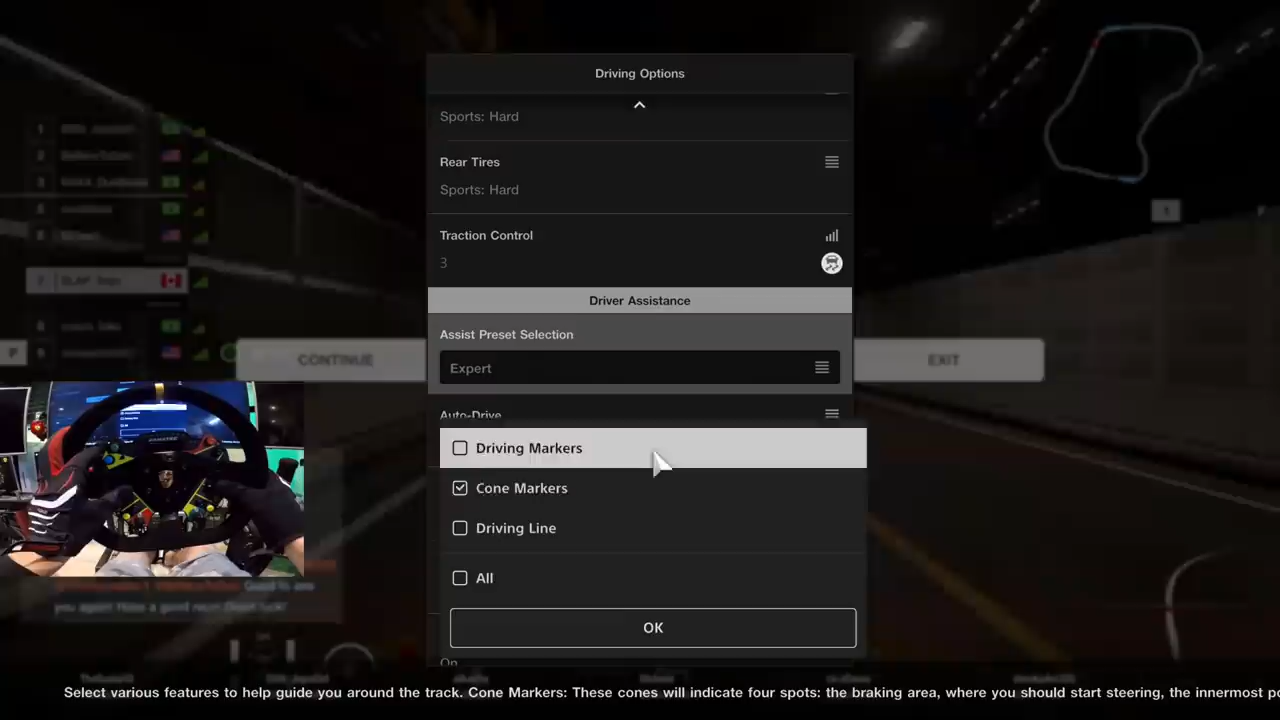 Driving Options
Sports: Hard
Rear Tires
Sports: Hard
Traction Control
3
Driver Assistance
Assist Preset Selection
Expert
CONTINUE
EXIT
Auto-Drive
Driving Markers
Cone Markers
Driving Line
All
OK
On
Select various features to help guide you around the track. Cone Markers: These cones will indicate four spots: the braking area, where you should start steering, the innermost po